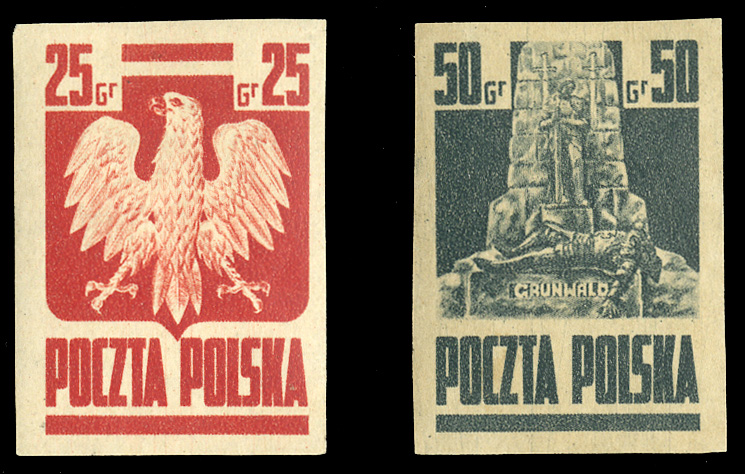 25 Gr Gr 25
POCZTA POLSKA
50 Gr Gr 50
GRUNWALD
POCZTA POLSKA